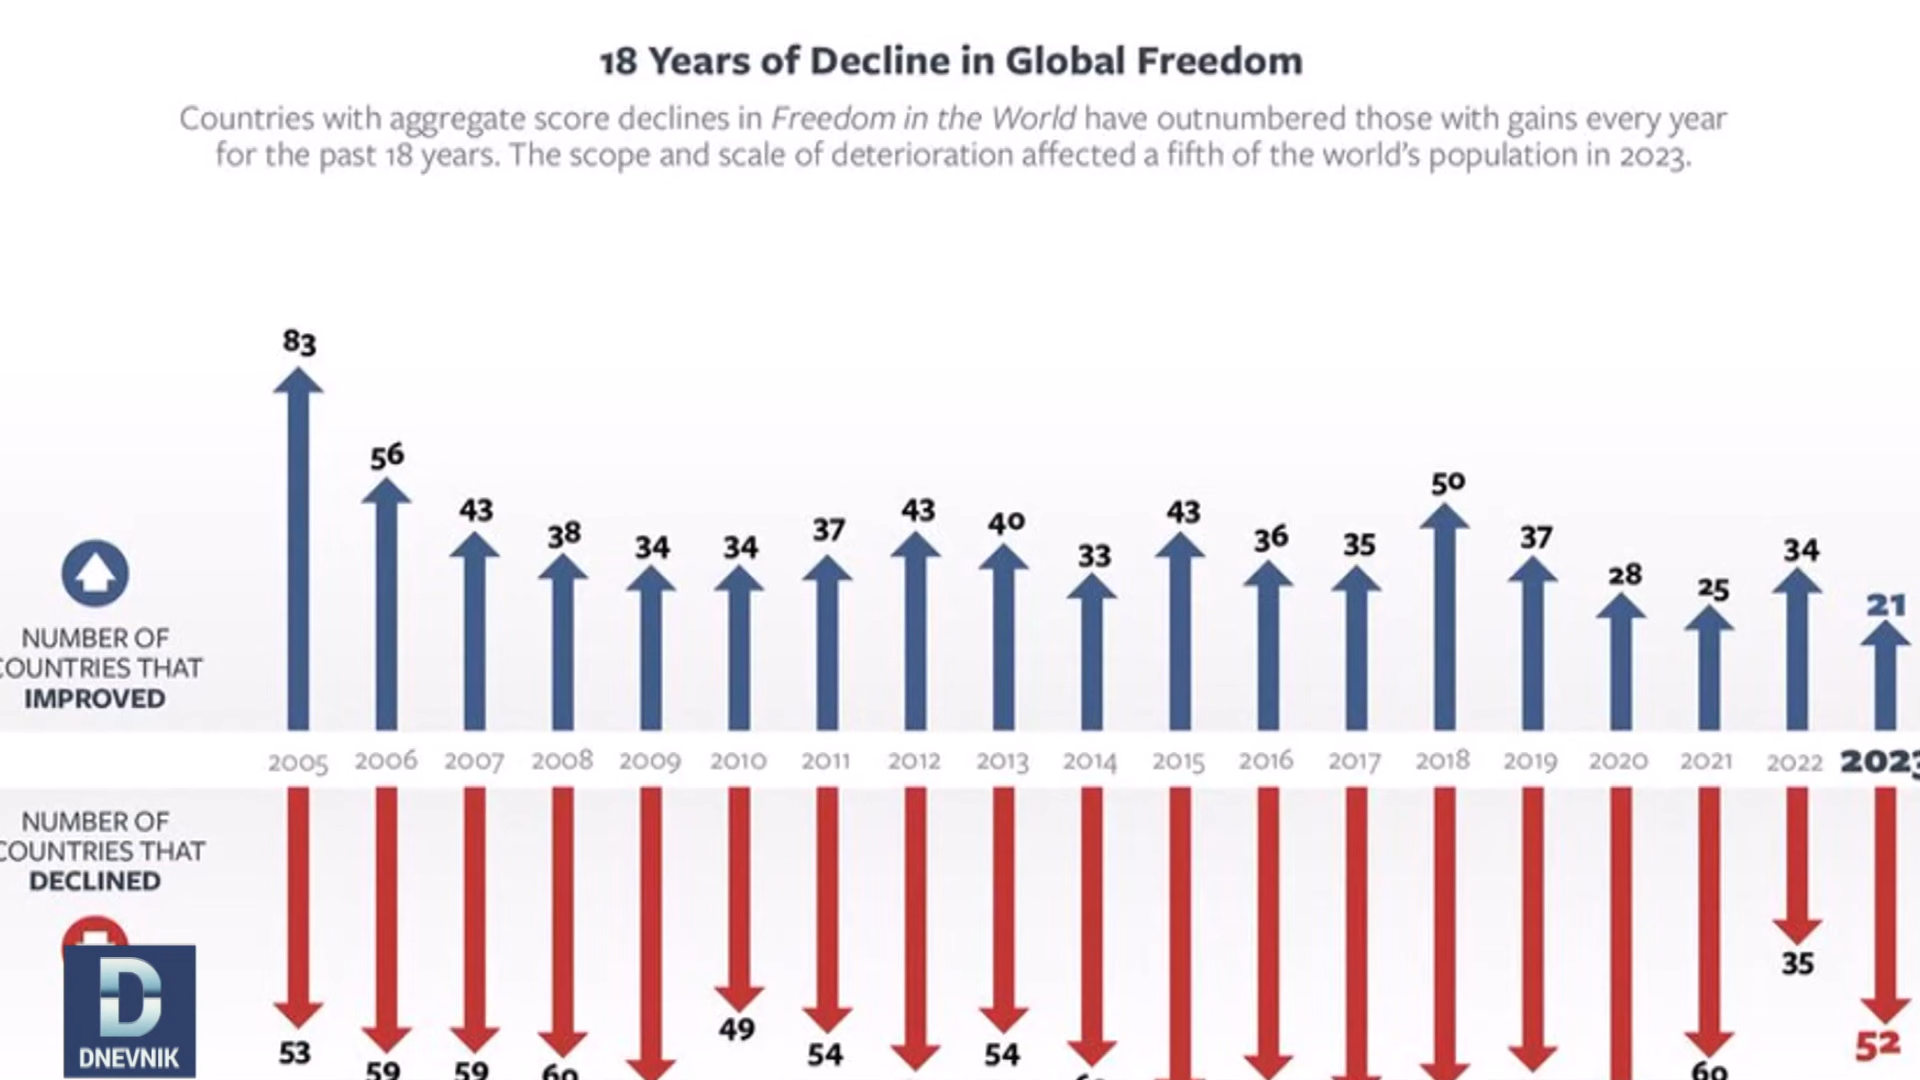 18 Years of Decline in Global Freedom
Countries with aggregate score declines in Freedom in the World have outnumbered those with gains every year
for the past 18 years. The scope and scale of deterioration affected a fifth of the world's population in 2023.
83 56 43 38 34 34 37 43 40 33 43 36 35 50 37 28 25 34 21
NUMBER OF
COUNTRIES THAT
IMPROVED
2005 2006 2007 2008 2009 2010 2011 2012 2013 2014 2015 2016 2017 2018 2019 2020 2021 2022 2023
NUMBER OF
COUNTRIES THAT
DECLINED
53 59 59 60 49 54 54 60 35 52
D
DNEVNIK